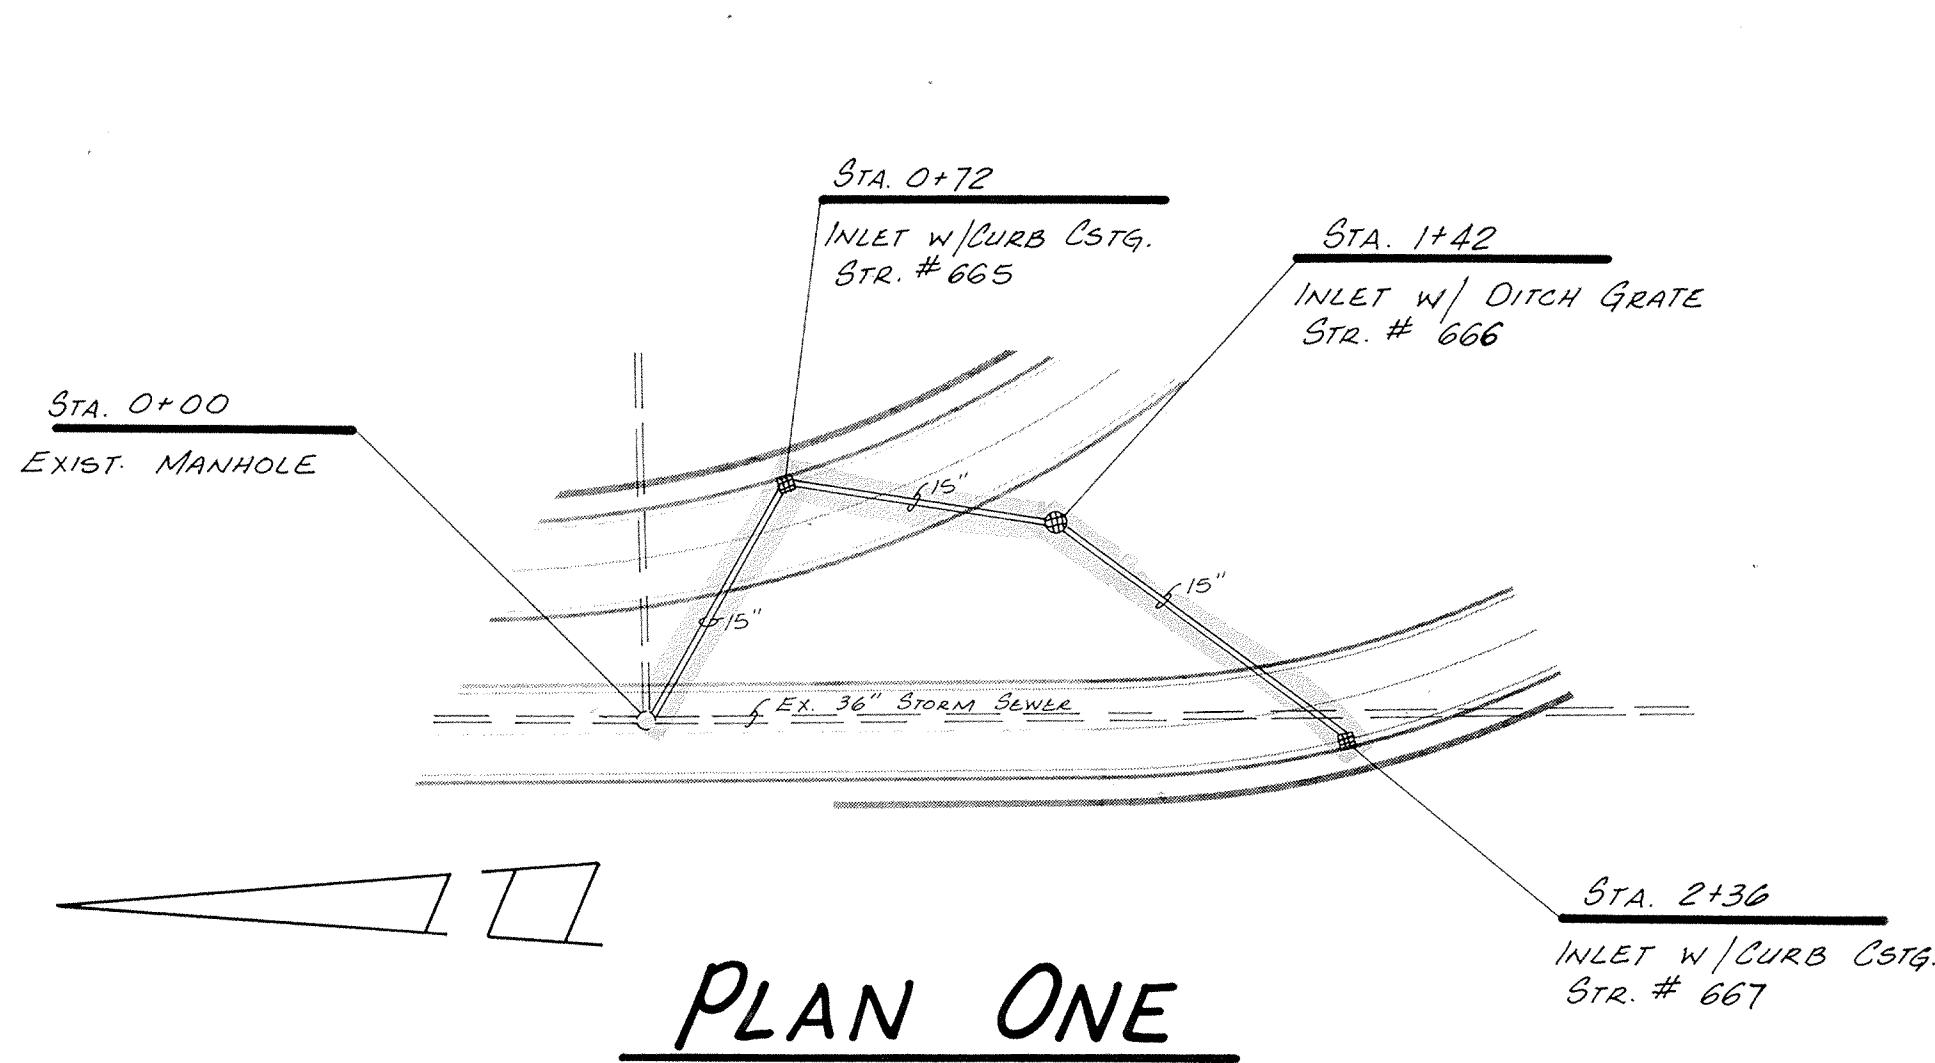 STA. 0+72
INLET W/CURB CSTG.
STR. # 665
STA. 1+42
INLET W/ DITCH GRATE
STR. # 666
STA. 0+00
EXIST. MANHOLE
15"
15"
15"
EX. 36" STORM SEWER
STA. 2+36
INLET W/CURB CSTG.
STR. # 667
PLAN ONE